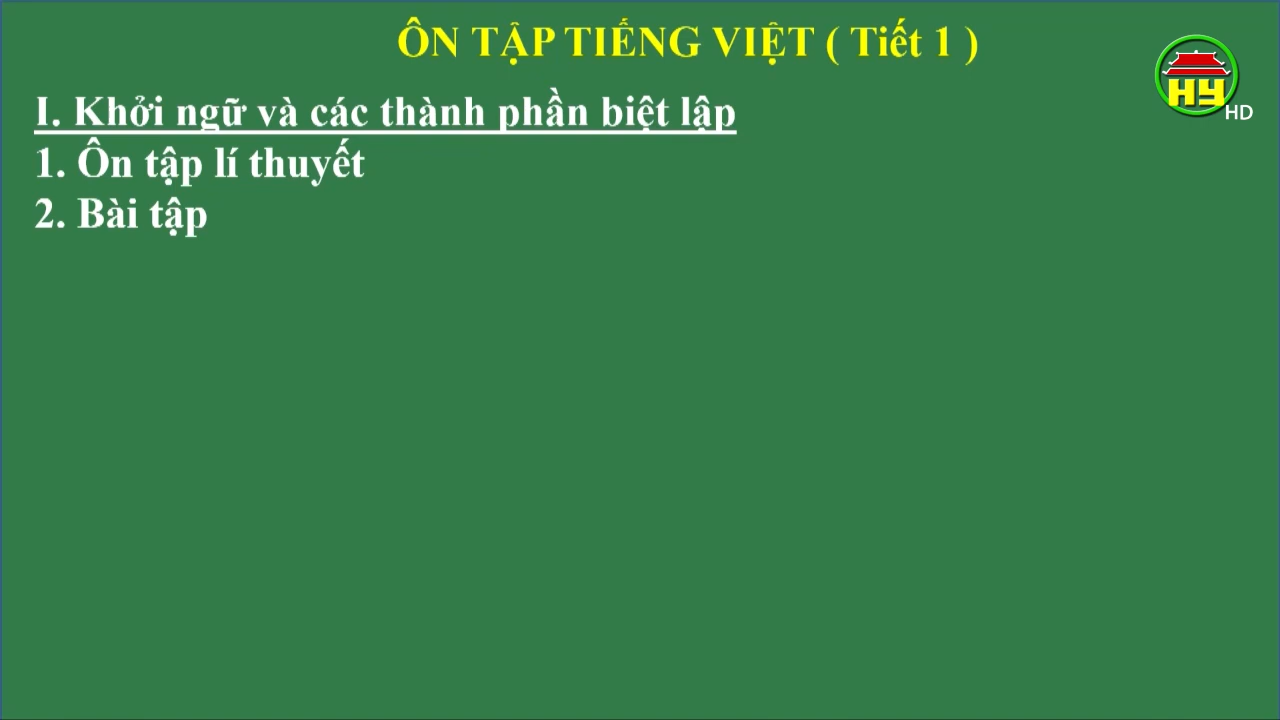 ÔN TẬP TIẾNG VIỆT ( Tiết 1 )
HY
HD
I. Khởi ngữ và các thành phần biệt lập
1. Ôn tập lí thuyết
2. Bài tập